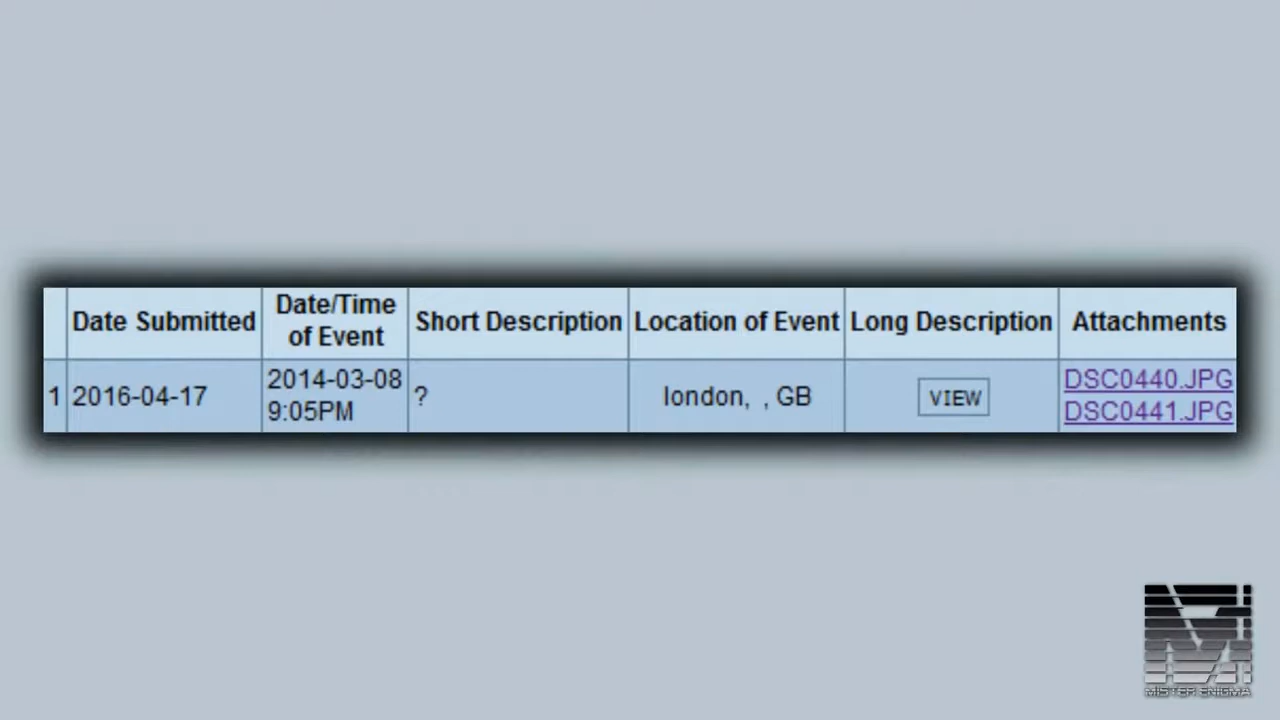 Date Submitted
Date/Time
of Event
Short Description
Location of Event
Long Description
Attachments
1
2016-04-17
2014-03-08
9:05PM
?
london, , GB
VIEW
DSC0440.JPG
DSC0441.JPG
MISTER ENIGMA